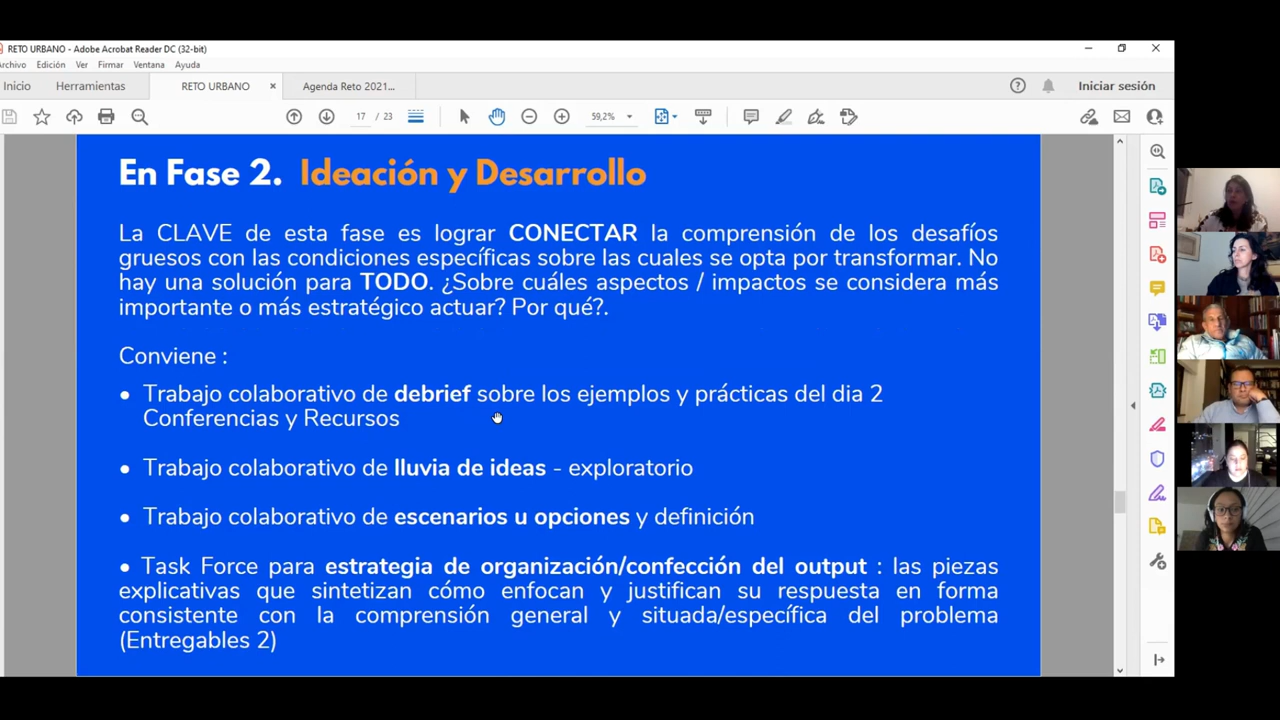 RETO URBANO - Adobe Acrobat Reader DC (32-bit)
Archivo Edición Ver Firmar Ventana Ayuda
Inicio Herramientas RETO URBANO × Agenda Reto 2021... Iniciar sesión
17 / 23 59,2%
En Fase 2. Ideación y Desarrollo
La CLAVE de esta fase es lograr CONECTAR la comprensión de los desafíos
gruesos con las condiciones específicas sobre las cuales se opta por transformar. No
hay una solución para TODO. ¿Sobre cuáles aspectos / impactos se considera más
importante o más estratégico actuar? Por qué?.
Conviene :
• Trabajo colaborativo de debrief sobre los ejemplos y prácticas del dia 2
Conferencias y Recursos
• Trabajo colaborativo de lluvia de ideas - exploratorio
• Trabajo colaborativo de escenarios u opciones y definición
• Task Force para estrategia de organización/confección del output : las piezas
explicativas que sintetizan cómo enfocan y justifican su respuesta en forma
consistente con la comprensión general y situada/específica del problema
(Entregables 2)